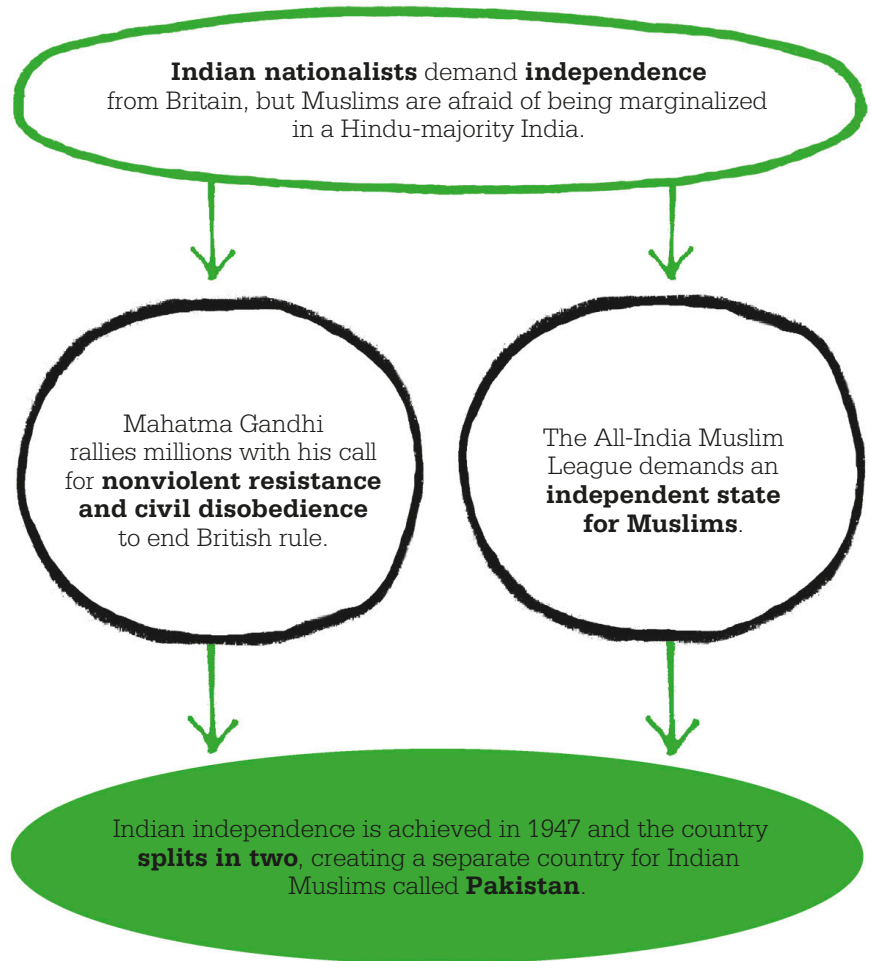 Indian nationalists demand independence
from Britain, but Muslims are afraid of being marginalized
in a Hindu-majority India.
Mahatma Gandhi
rallies millions with his call
for nonviolent resistance
and civil disobedience
to end British rule.
The All-India Muslim
League demands an
independent state
for Muslims.
Indian independence is achieved in 1947 and the country
splits in two, creating a separate country for Indian
Muslims called Pakistan.